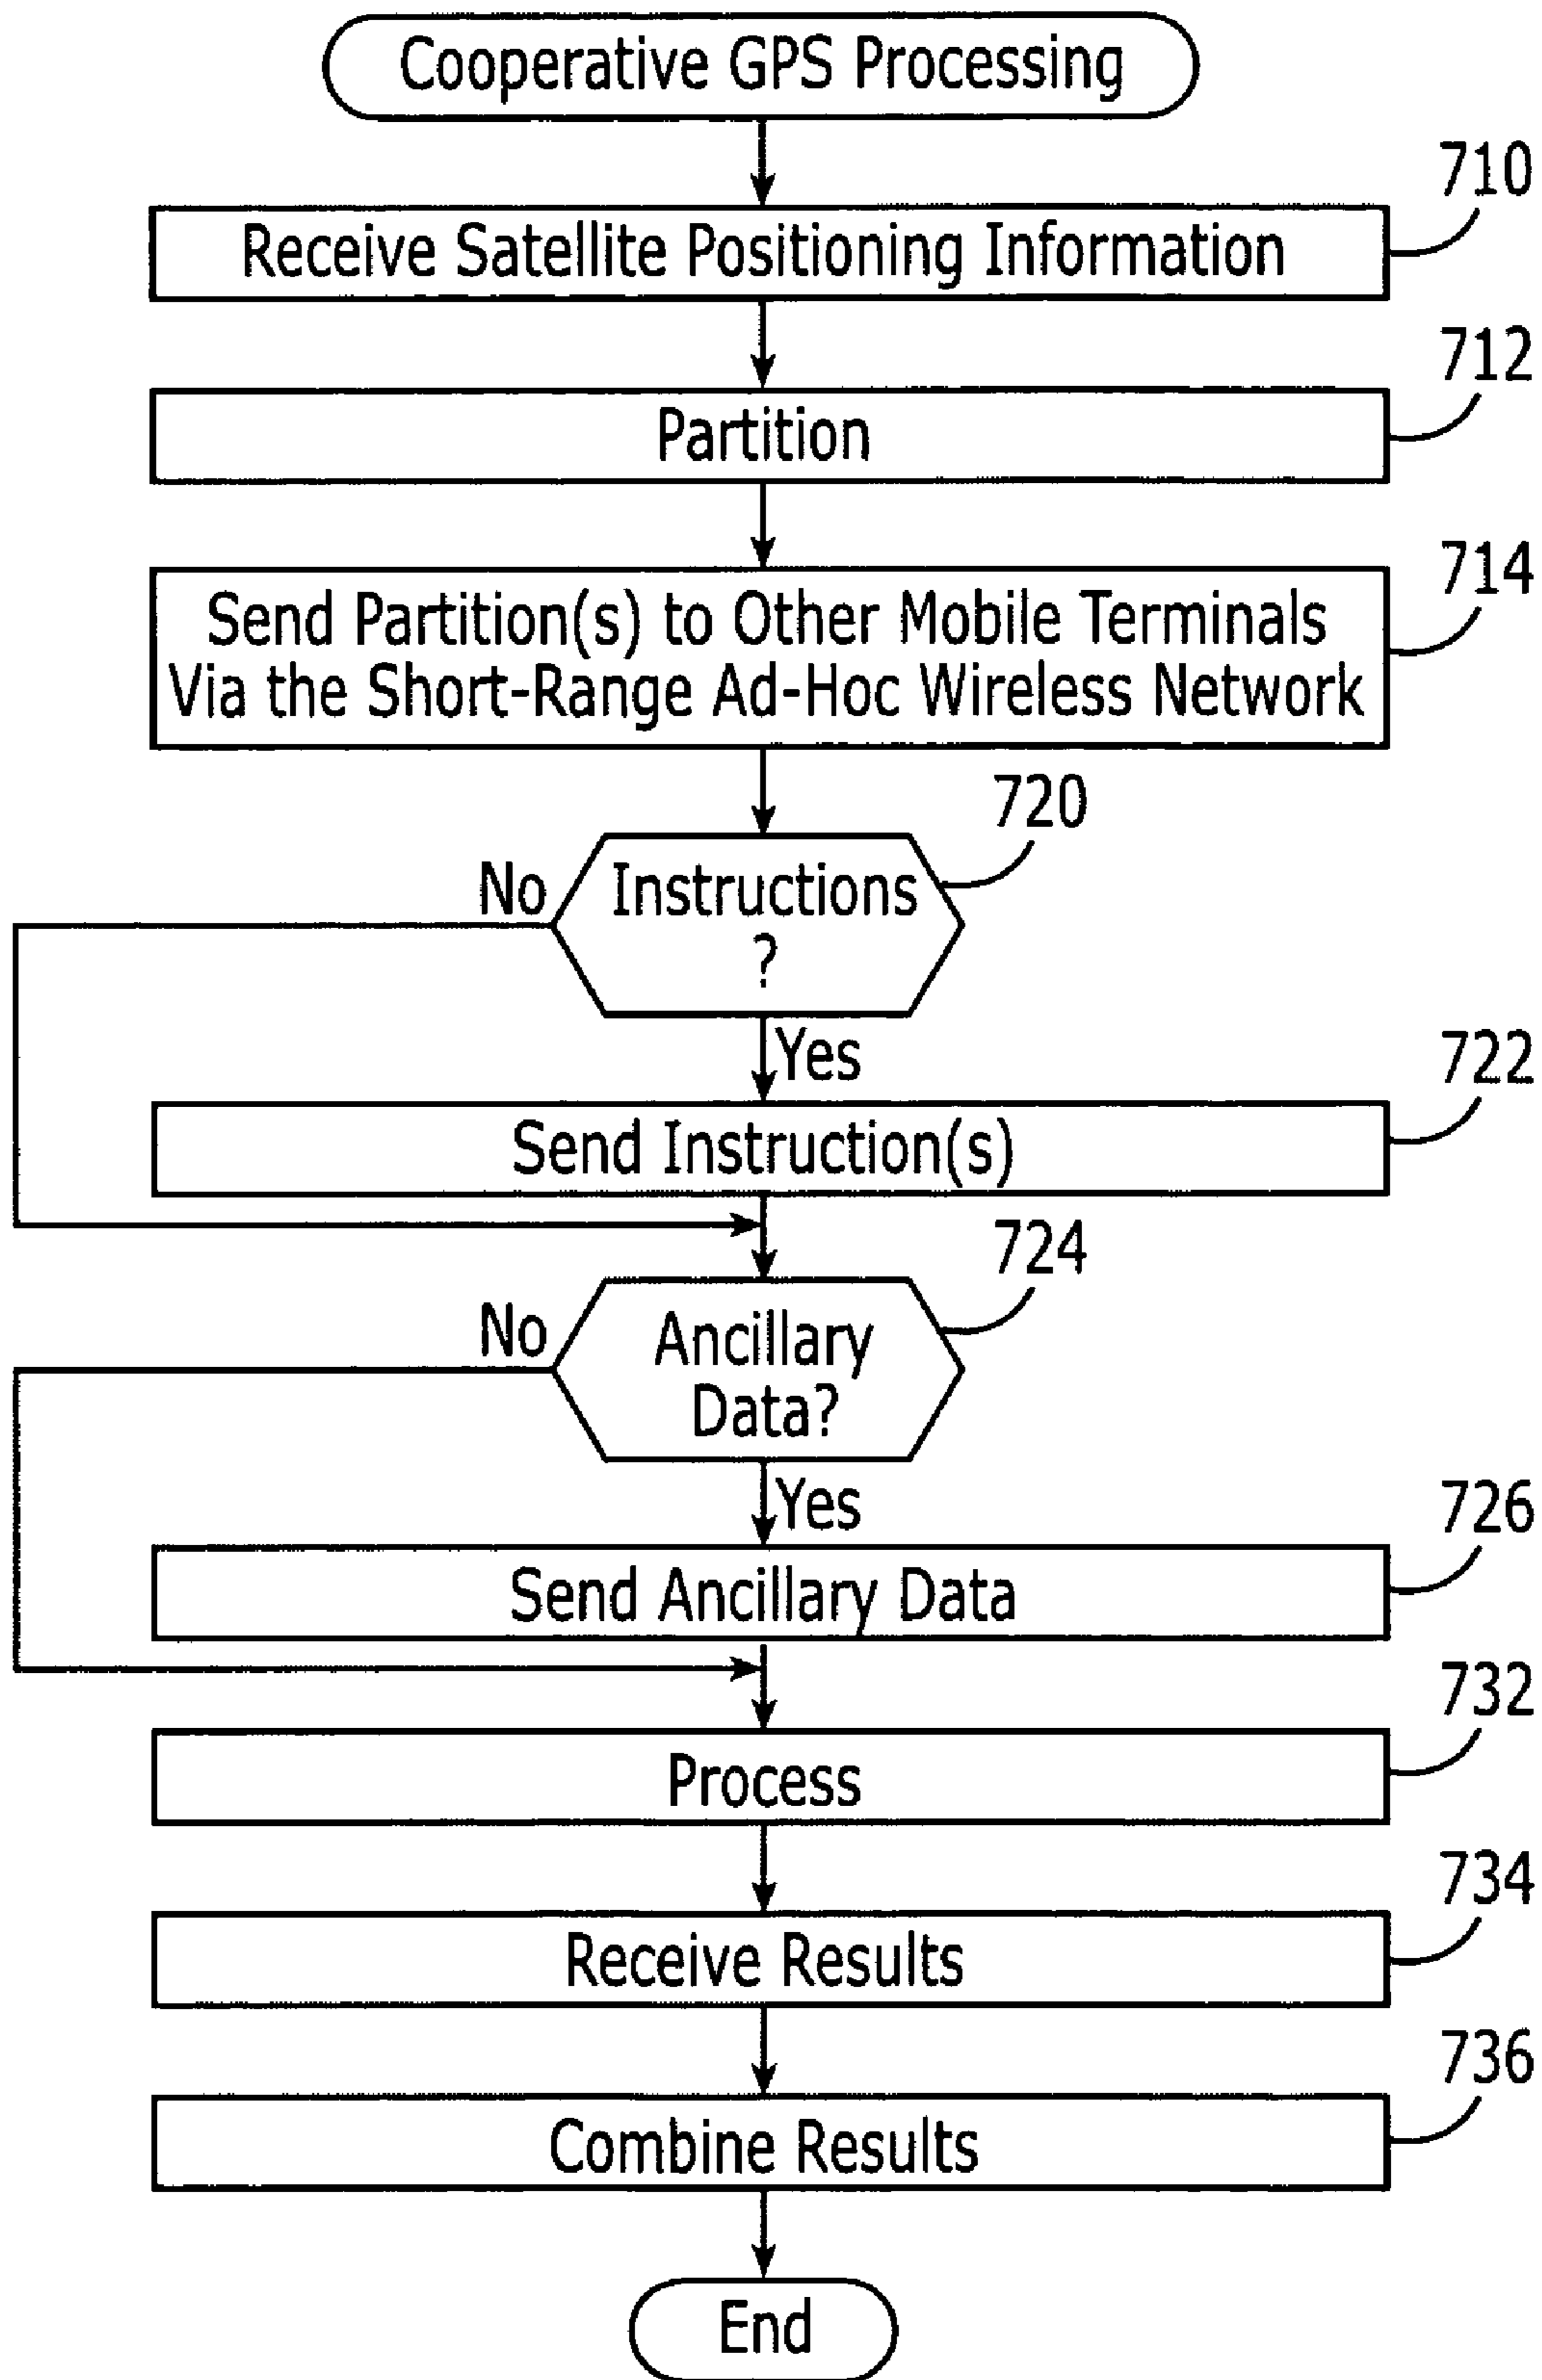 Cooperative GPS Processing
710
Receive Satellite Positioning Information
712
Partition
714
Send Partition(s) to Other Mobile Terminals
Via the Short-Range Ad-Hoc Wireless Network
720
No
Instructions
?
Yes
722
Send Instruction(s)
724
No
Ancillary
Data?
Yes
726
Send Ancillary Data
732
Process
734
Receive Results
736
Combine Results
End